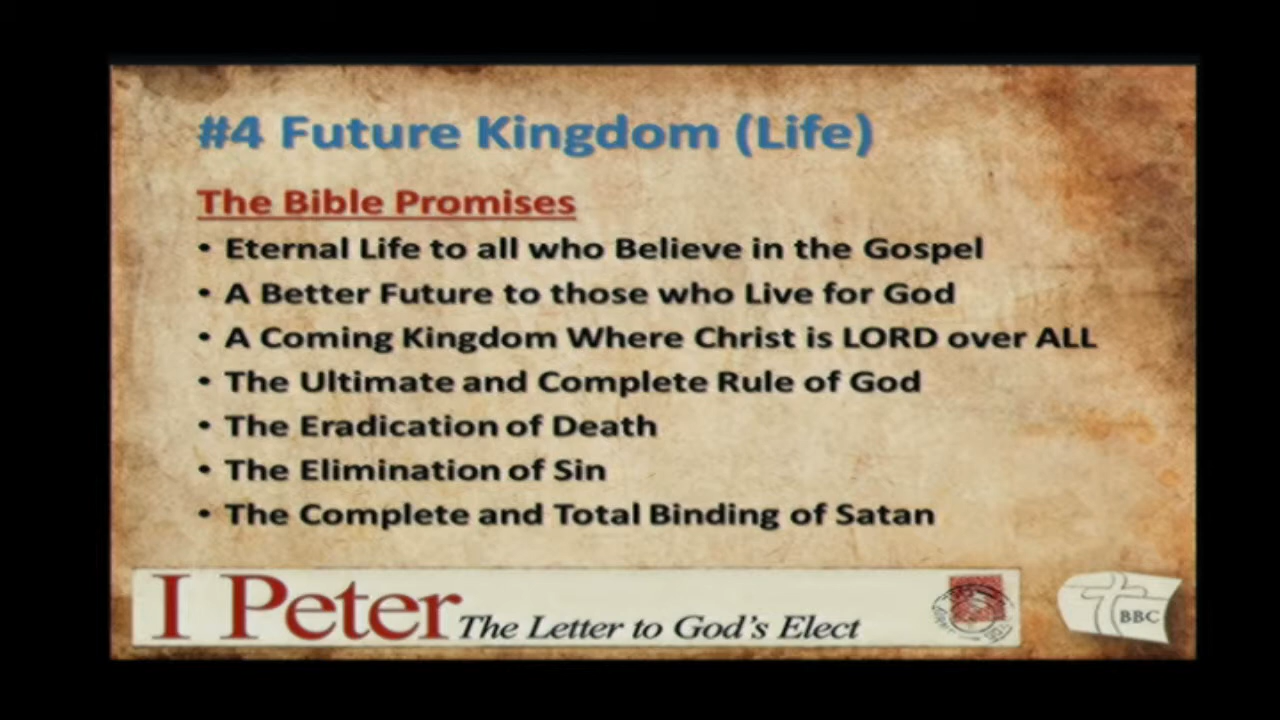 #4 Future Kingdom (Life)
The Bible Promises
• Eternal Life to all who Believe in the Gospel
• A Better Future to those who Live for God
• A Coming Kingdom Where Christ is LORD over ALL
• The Ultimate and Complete Rule of God
• The Eradication of Death
• The Elimination of Sin
• The Complete and Total Binding of Satan
I Peter The Letter to God's Elect
BBC